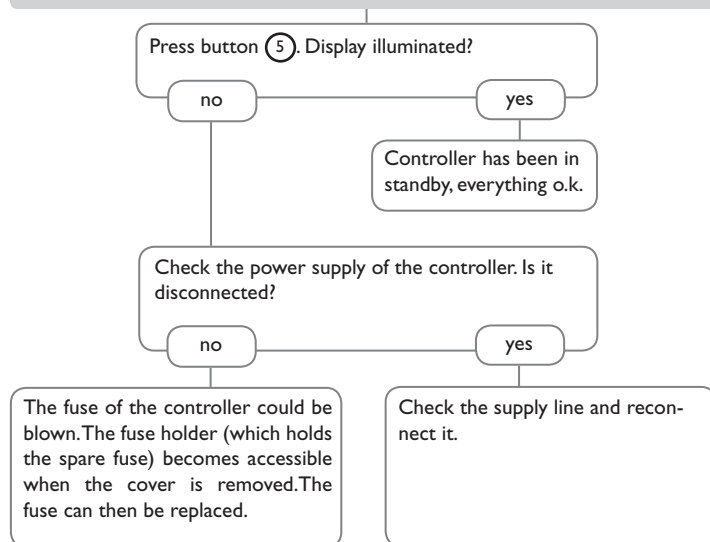 Press button 5. Display illuminated?
no
yes
Controller has been in
standby, everything o.k.
Check the power supply of the controller. Is it
disconnected?
no
yes
The fuse of the controller could be
blown. The fuse holder (which holds
the spare fuse) becomes accessible
when the cover is removed. The
fuse can then be replaced.
Check the supply line and recon-
nect it.